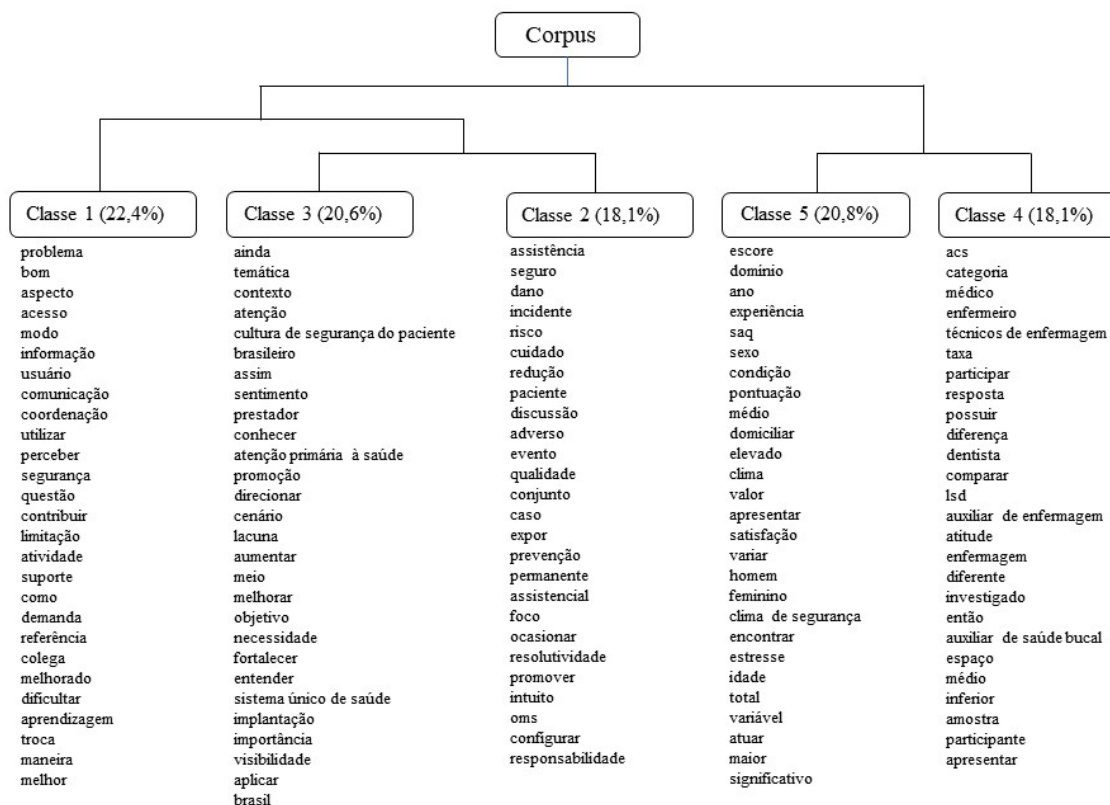 Corpus
Classe 1 (22,4%)
problema
bom
aspecto
acesso
modo
informação
usuário
comunicação
coordenação
utilizar
perceber
segurança
questão
contribuir
limitação
atividade
suporte
como
demanda
referência
colega
melhorado
dificultar
aprendizagem
troca
maneira
melhor
Classe 3 (20,6%)
ainda
temática
contexto
atenção
cultura de segurança do paciente
brasileiro
assim
sentimento
prestador
conhecer
atenção primária à saúde
promoção
direcionar
cenário
lacuna
aumentar
meio
melhorar
objetivo
necessidade
fortalecer
entender
sistema único de saúde
implantação
importância
visibilidade
aplicar
brasil
Classe 2 (18,1%)
assistência
seguro
dano
incidente
risco
cuidado
redução
paciente
discussão
adverso
evento
qualidade
conjunto
caso
expor
prevenção
permanente
assistencial
foco
ocasionar
resolutividade
promover
intuito
oms
configurar
responsabilidade
Classe 5 (20,8%)
escore
domínio
ano
experiência
saq
sexo
condição
pontuação
médio
domiciliar
elevado
clima
valor
apresentar
satisfação
variar
homem
feminino
clima de segurança
encontrar
estresse
idade
total
variável
atuar
maior
significativo
Classe 4 (18,1%)
acs
categoria
médico
enfermeiro
técnicos de enfermagem
taxa
participar
resposta
possuir
diferença
dentista
comparar
lsd
auxiliar de enfermagem
atitude
enfermagem
diferente
investigado
então
auxiliar de saúde bucal
espaço
médio
inferior
amostra
participante
apresentar